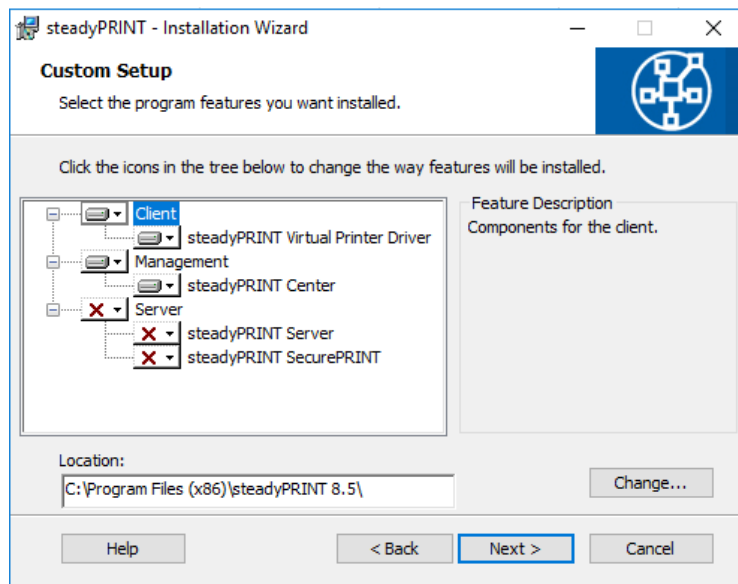 steadyPRINT - Installation Wizard
Custom Setup
Select the program features you want installed.
Click the icons in the tree below to change the way features will be installed.
Client
steadyPRINT Virtual Printer Driver
Management
steadyPRINT Center
Server
steadyPRINT Server
steadyPRINT SecurePRINT
Feature Description
Components for the client.
Location:
C:\Program Files (x86)\steadyPRINT 8.5\
Change...
Help
< Back
Next >
Cancel